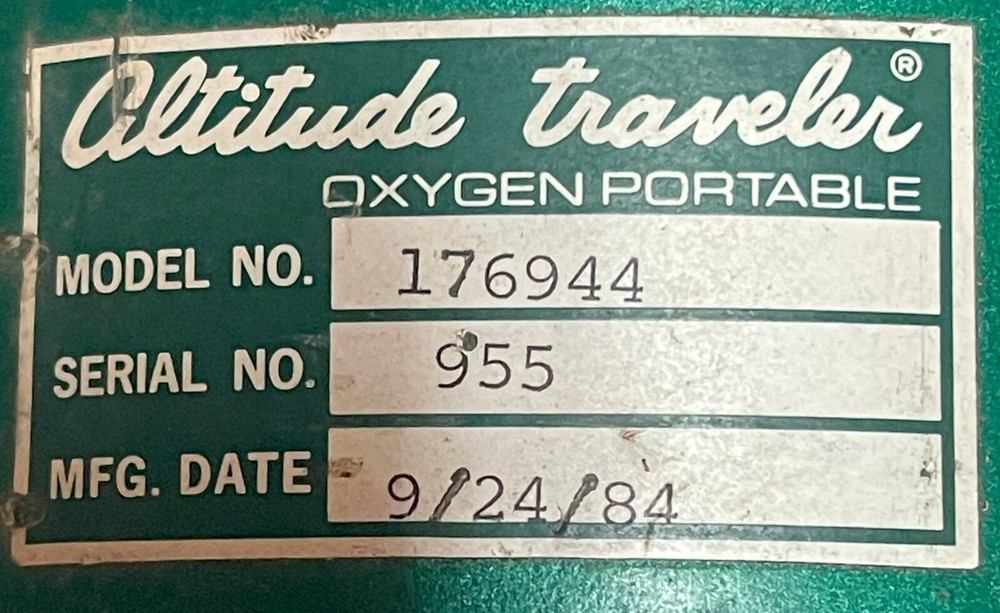 altitude traveler®
OXYGEN PORTABLE
MODEL NO. 176944
SERIAL NO. 955
MFG. DATE 9/24/84